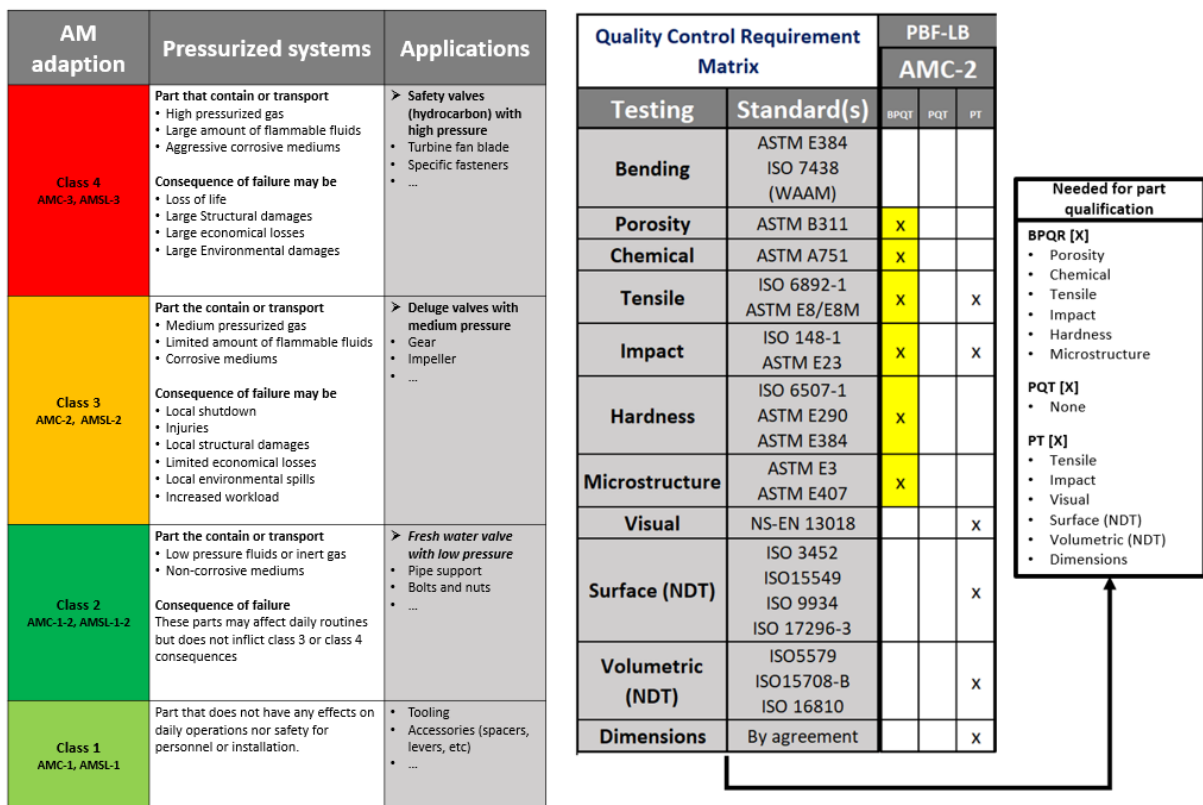 AM
adaption
Pressurized systems
Applications
Class 4
AMC-3, AMSL-3
Part that contain or transport
• High pressurized gas
• Large amount of flammable fluids
• Aggressive corrosive mediums
Consequence of failure may be
• Loss of life
• Large Structural damages
• Large economical losses
• Large Environmental damages
➢ Safety valves
(hydrocarbon) with
high pressure
• Turbine fan blade
• Specific fasteners
• ...
Class 3
AMC-2, AMSL-2
Part the contain or transport
• Medium pressurized gas
• Limited amount of flammable fluids
• Corrosive mediums
Consequence of failure may be
• Local shutdown
• Injuries
• Local structural damages
• Limited economical losses
• Local environmental spills
• Increased workload
➢ Deluge valves with
medium pressure
• Gear
• Impeller
• ...
Class 2
AMC-1-2, AMSL-1-2
Part the contain or transport
• Low pressure fluids or inert gas
• Non-corrosive mediums
Consequence of failure
These parts may affect daily routines
but does not inflict class 3 or class 4
consequences
➢ Fresh water valve
with low pressure
• Pipe support
• Bolts and nuts
• ...
Class 1
AMC-1, AMSL-1
Part that does not have any effects on
daily operations nor safety for
personnel or installation.
• Tooling
• Accessories (spacers,
levers, etc)
• ...
Quality Control Requirement
Matrix
PBF-LB
AMC-2
Testing Standard(s) BPQT PQT PT
Bending
ASTM E384
ISO 7438
(WAAM)
Porosity ASTM B311 X
Chemical ASTM A751 X
Tensile
ISO 6892-1
ASTM E8/E8M
X X
Impact
ISO 148-1
ASTM E23
X X
Hardness
ISO 6507-1
ASTM E290
ASTM E384
X
Microstructure
ASTM E3
ASTM E407
X
Visual NS-EN 13018 X
Surface (NDT)
ISO 3452
ISO15549
ISO 9934
ISO 17296-3
X
Volumetric
(NDT)
ISO5579
ISO15708-B
ISO 16810
X
Dimensions By agreement X
Needed for part
qualification
BPQR [X]
• Porosity
• Chemical
• Tensile
• Impact
• Hardness
• Microstructure
PQT [X]
• None
PT [X]
• Tensile
• Impact
• Visual
• Surface (NDT)
• Volumetric (NDT)
• Dimensions